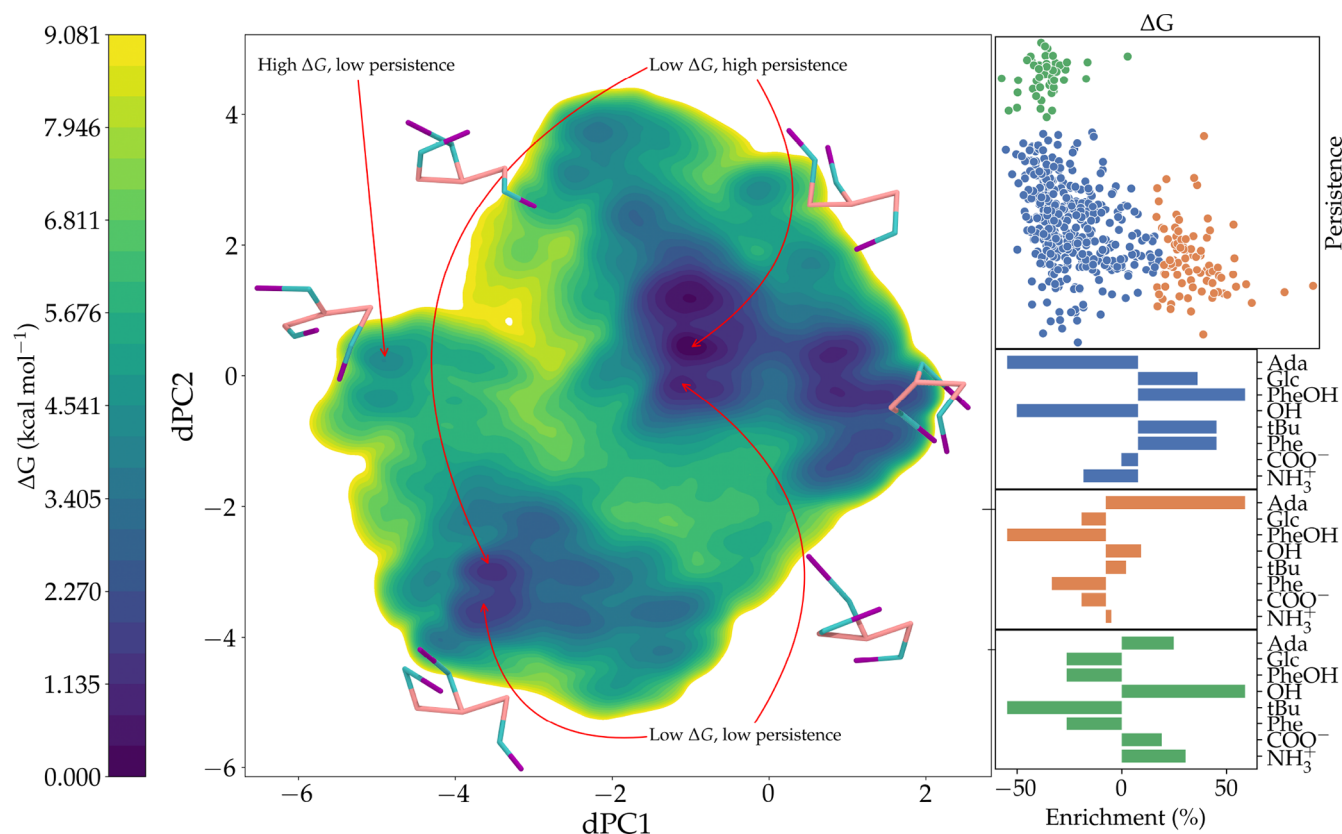 9.081
7.946
6.811
5.676
4.541
3.405
2.270
1.135
0.000
ΔG (kcal mol⁻¹)
High ΔG, low persistence
Low ΔG, high persistence
Low ΔG, low persistence
4
2
0
−2
−4
−6
dPC2
−6
−4
−2
0
2
dPC1
ΔG
Persistence
Ada
Glc
PheOH
OH
tBu
Phe
COO⁻
NH₃⁺
Ada
Glc
PheOH
OH
tBu
Phe
COO⁻
NH₃⁺
Ada
Glc
PheOH
OH
tBu
Phe
COO⁻
NH₃⁺
−50
0
50
Enrichment (%)